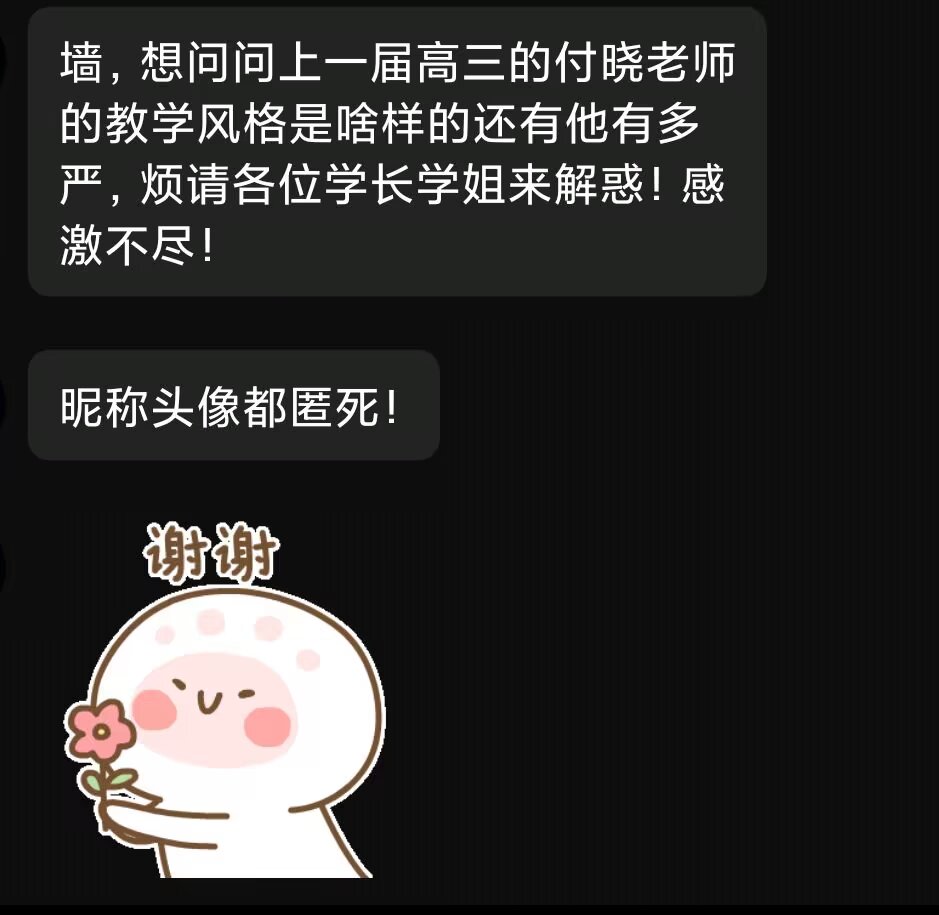 墙，想问问上一届高三的付晓老师
的教学风格是啥样的还有他有多
严，烦请各位学长学姐来解惑！感
激不尽！
昵称头像都匿死！
谢谢